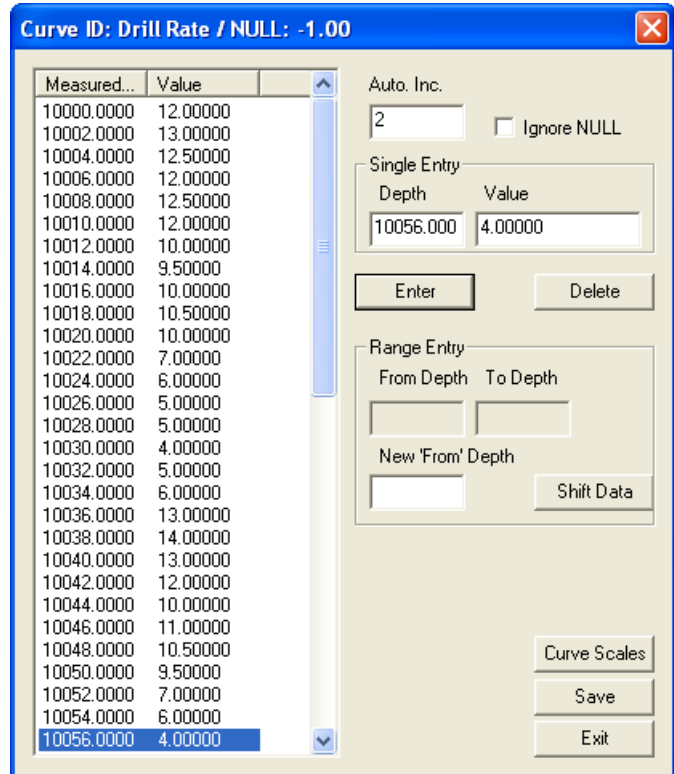 Curve ID: Drill Rate / NULL: -1.00
Measured... Value
10000.0000 12.00000
10002.0000 13.00000
10004.0000 12.50000
10006.0000 12.00000
10008.0000 12.50000
10010.0000 12.00000
10012.0000 10.00000
10014.0000 9.50000
10016.0000 10.00000
10018.0000 10.50000
10020.0000 10.00000
10022.0000 7.00000
10024.0000 6.00000
10026.0000 5.00000
10028.0000 5.00000
10030.0000 4.00000
10032.0000 5.00000
10034.0000 6.00000
10036.0000 13.00000
10038.0000 14.00000
10040.0000 13.00000
10042.0000 12.00000
10044.0000 10.00000
10046.0000 11.00000
10048.0000 10.50000
10050.0000 9.50000
10052.0000 7.00000
10054.0000 6.00000
10056.0000 4.00000
Auto. Inc.
2
Ignore NULL
Single Entry
Depth Value
10056.000 4.00000
Enter Delete
Range Entry
From Depth To Depth
New 'From' Depth
Shift Data
Curve Scales
Save
Exit